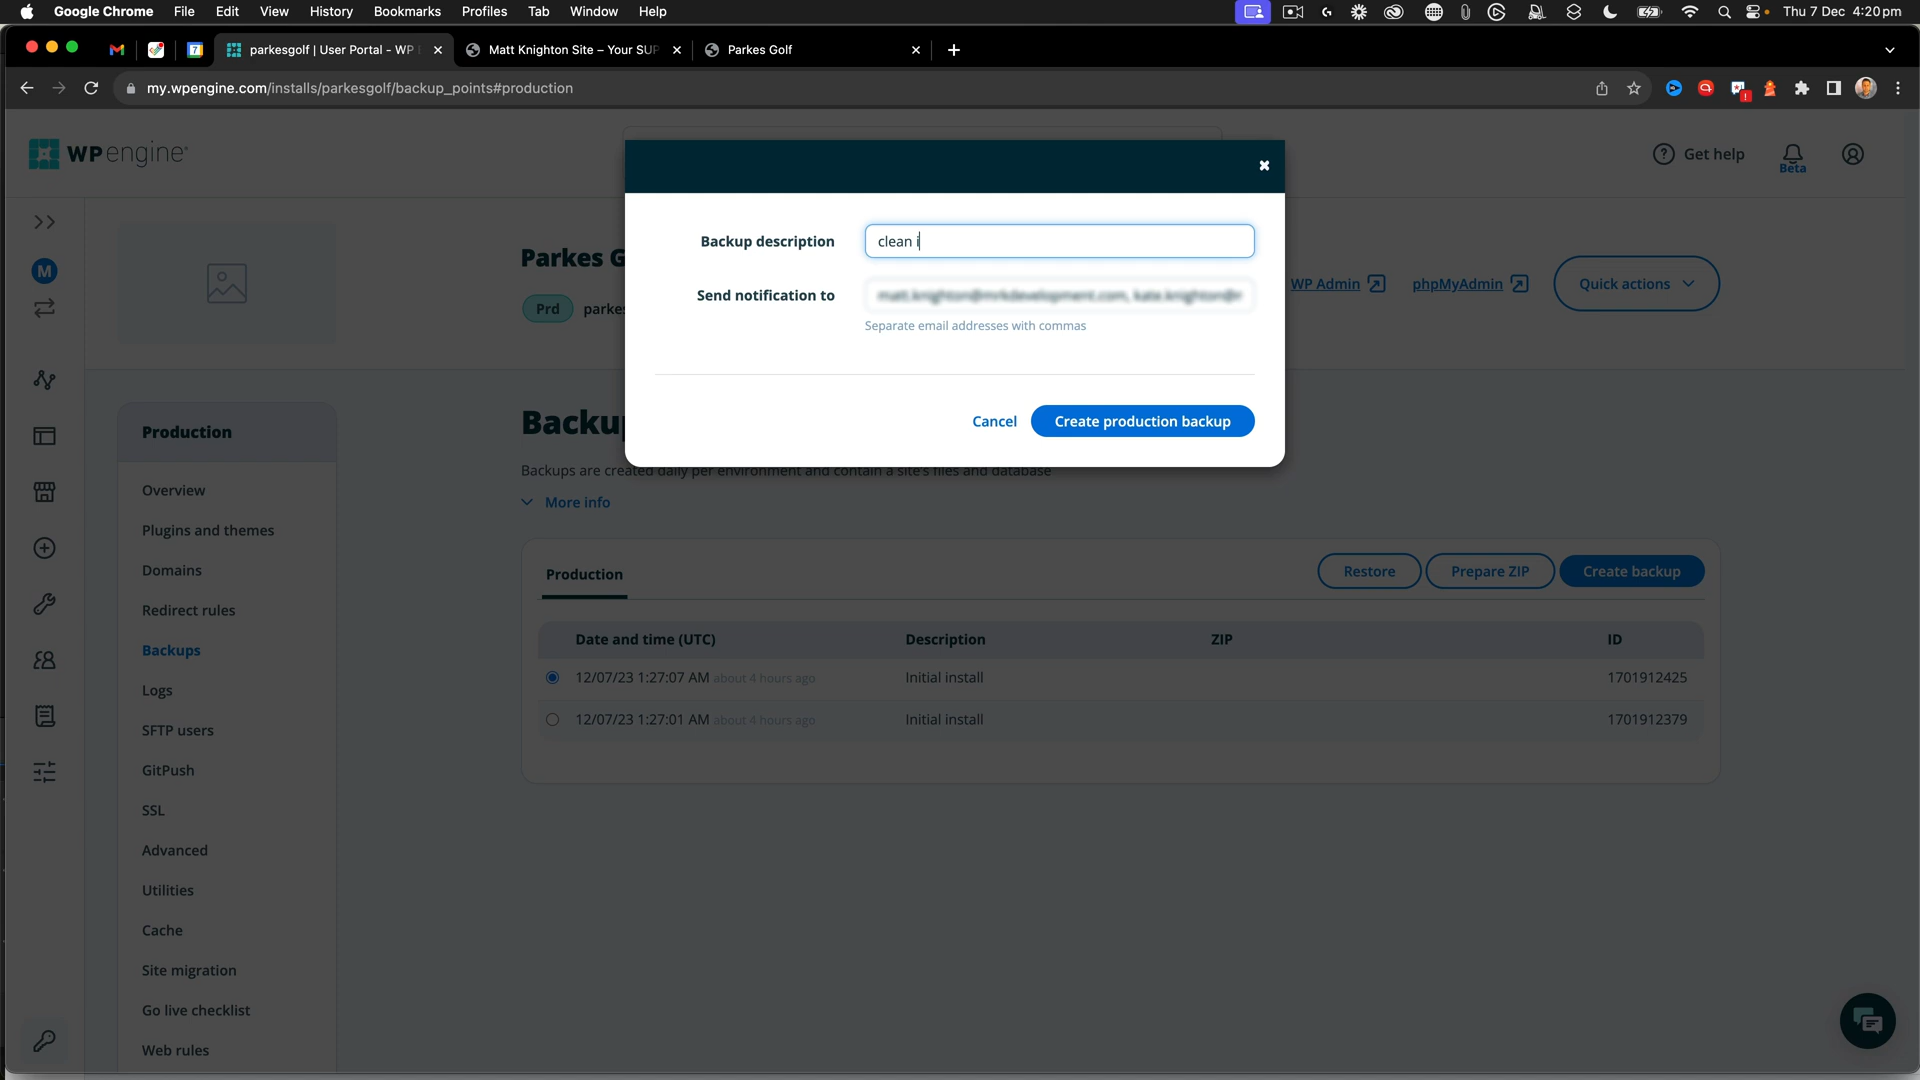 Google Chrome File Edit View History Bookmarks Profiles Tab Window Help Thu 7 Dec 4:20 pm
7 parkesgolf | User Portal - WP Matt Knighton Site – Your SUP Parkes Golf
my.wpengine.com/installs/parkesgolf/backup_points#production
WPengine
Get help
Beta
Backup description clean i
Send notification to
Separate email addresses with commas
Cancel Create production backup
M
Parkes G
Prd parkes
WP Admin phpMyAdmin Quick actions
Production
Overview
Plugins and themes
Domains
Redirect rules
Backups
Logs
SFTP users
GitPush
SSL
Advanced
Utilities
Cache
Site migration
Go live checklist
Web rules
Backu
Backups are created daily per environment and contain a site's files and database
More info
Production Restore Prepare ZIP Create backup
Date and time (UTC) Description ZIP ID
12/07/23 1:27:07 AM about 4 hours ago Initial install 1701912425
12/07/23 1:27:01 AM about 4 hours ago Initial install 1701912379